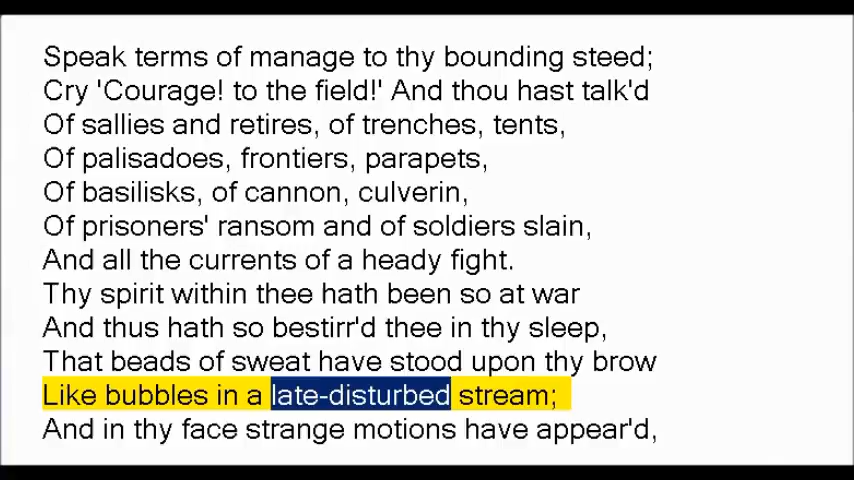 Speak terms of manage to thy bounding steed;
Cry 'Courage! to the field!' And thou hast talk'd
Of sallies and retires, of trenches, tents,
Of palisadoes, frontiers, parapets,
Of basilisks, of cannon, culverin,
Of prisoners' ransom and of soldiers slain,
And all the currents of a heady fight.
Thy spirit within thee hath been so at war
And thus hath so bestirr'd thee in thy sleep,
That beads of sweat have stood upon thy brow
Like bubbles in a late-disturbed stream;
And in thy face strange motions have appear'd,